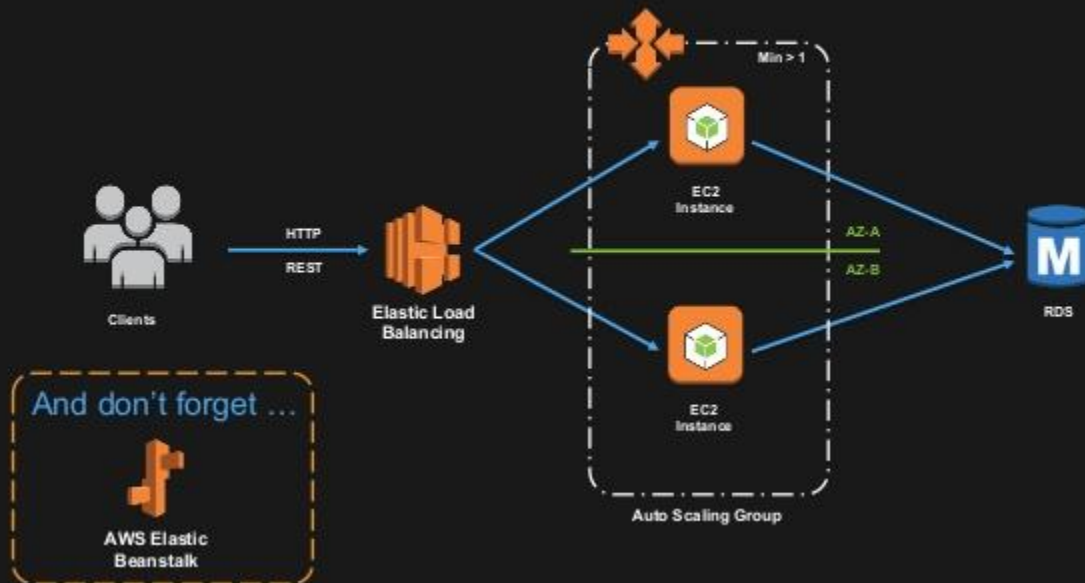 Min > 1
EC2
Instance
HTTP
REST
AZ-A
AZ-B
M
Clients
Elastic Load
Balancing
RDS
EC2
Instance
Auto Scaling Group
And don't forget ...
AWS Elastic
Beanstalk